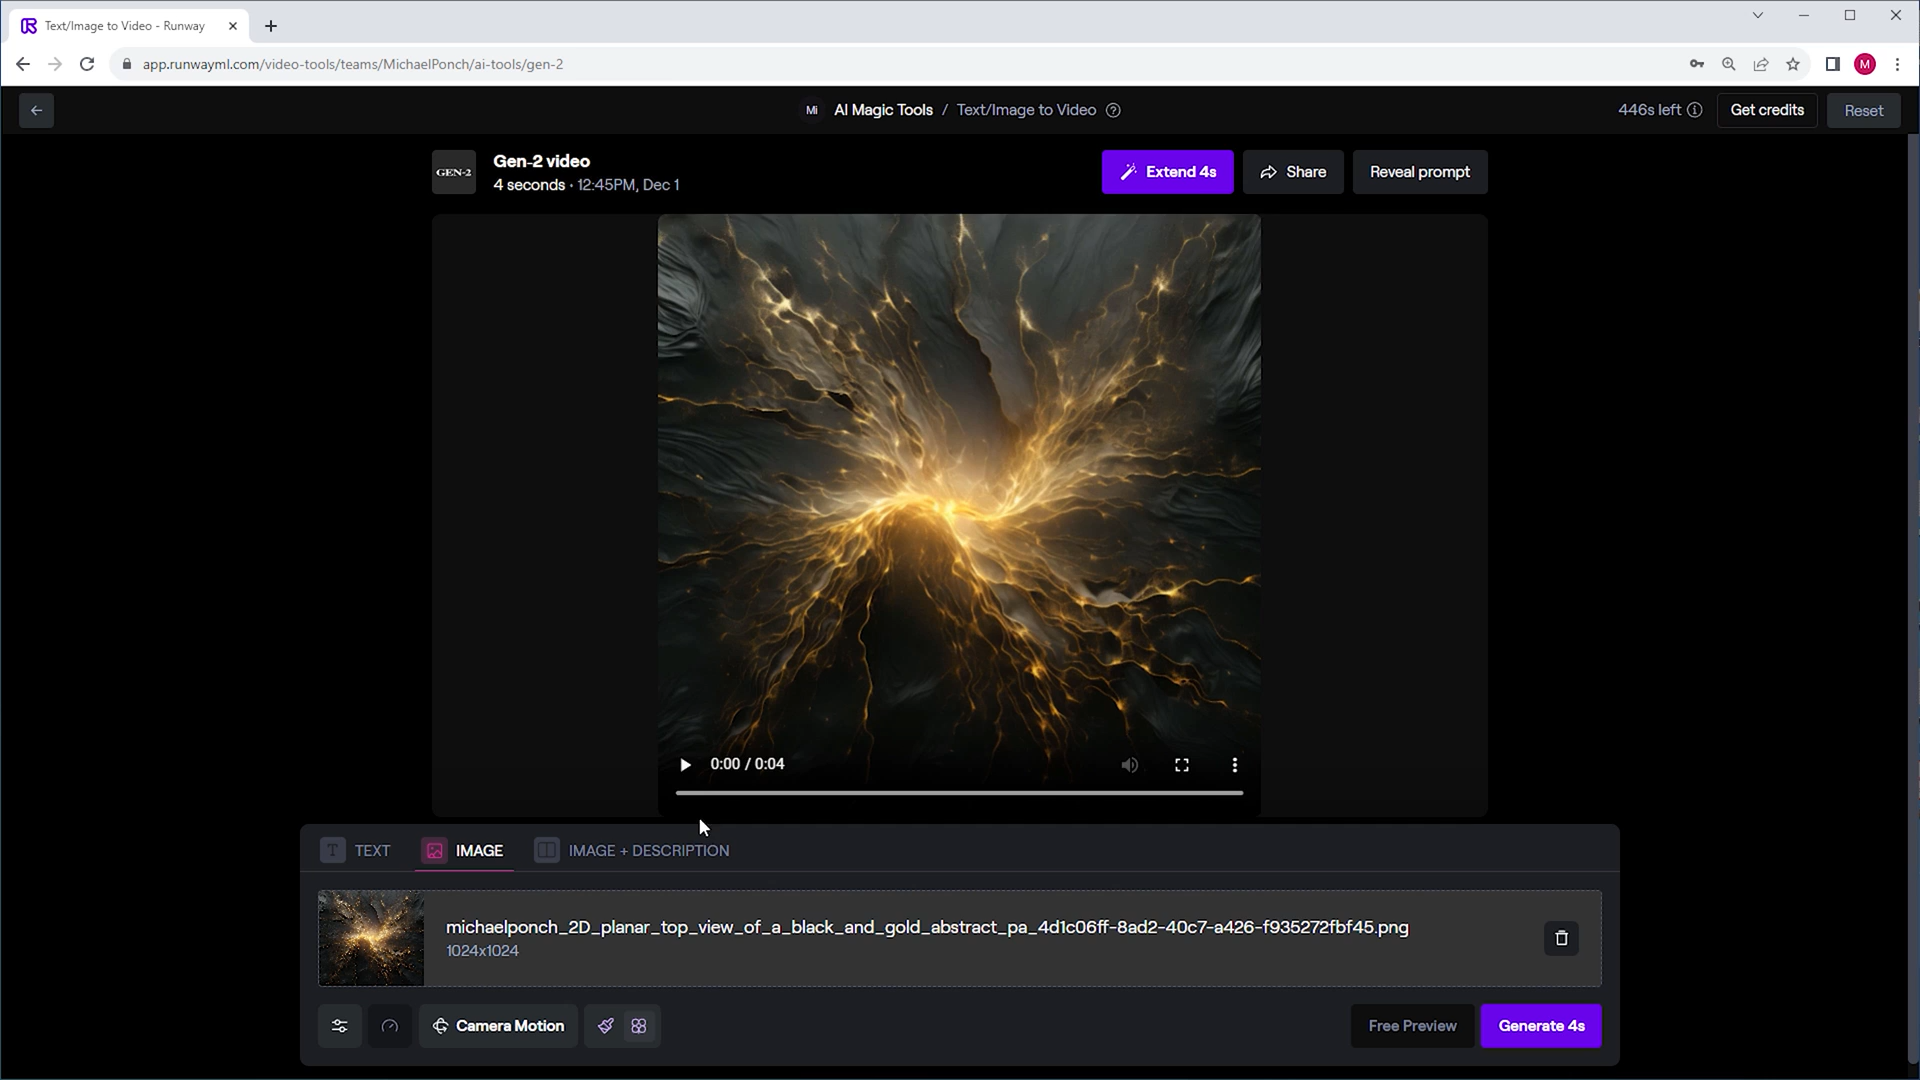 Text/Image to Video - Runway
app.runwayml.com/video-tools/teams/MichaelPonch/ai-tools/gen-2
M
Mi AI Magic Tools / Text/Image to Video
446s left
Get credits
Reset
GEN-2
Gen-2 video
4 seconds • 12:45PM, Dec 1
Extend 4s
Share
Reveal prompt
0:00 / 0:04
T TEXT
IMAGE
IMAGE + DESCRIPTION
michaelponch_2D_planar_top_view_of_a_black_and_gold_abstract_pa_4d1c06ff-8ad2-40c7-a426-f935272fbf45.png
1024x1024
Camera Motion
Free Preview
Generate 4s